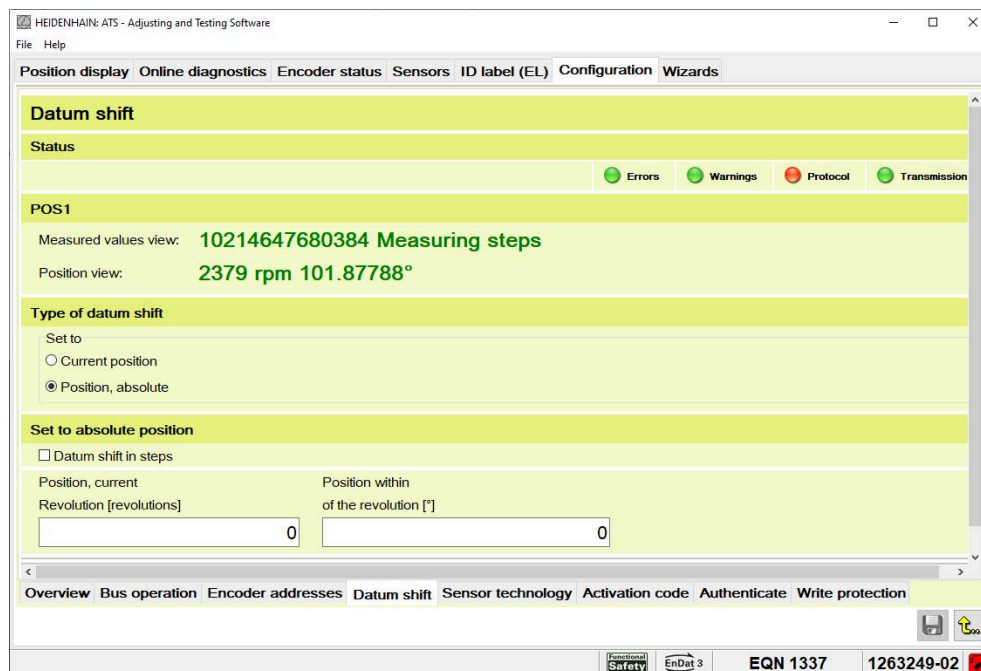 HEIDENHAIN: ATS - Adjusting and Testing Software
File Help
Position display Online diagnostics Encoder status Sensors ID label (EL) Configuration Wizards
Datum shift
Status
Errors Warnings Protocol Transmission
POS1
Measured values view: 10214647680384 Measuring steps
Position view: 2379 rpm 101.87788°
Type of datum shift
Set to
Current position
Position, absolute
Set to absolute position
Datum shift in steps
Position, current Position within
Revolution [revolutions] of the revolution [°]
0 0
Overview Bus operation Encoder addresses Datum shift Sensor technology Activation code Authenticate Write protection
Functional
Safety EnDat 3 EQN 1337 1263249-02